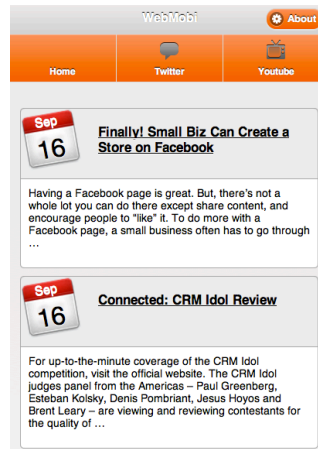 WebMobi
About
Home
Twitter
Youtube
Sep
16
Finally! Small Biz Can Create a
Store on Facebook
Having a Facebook page is great. But, there's not a
whole lot you can do there except share content, and
encourage people to "like" it. To do more with a
Facebook page, a small business often has to go through
…
Sep
16
Connected: CRM Idol Review
For up-to-the-minute coverage of the CRM Idol
competition, visit the official website. The CRM Idol
judges panel from the Americas – Paul Greenberg,
Esteban Kolsky, Denis Pombriant, Jesus Hoyos and
Brent Leary – are viewing and reviewing contestants for
the quality of …